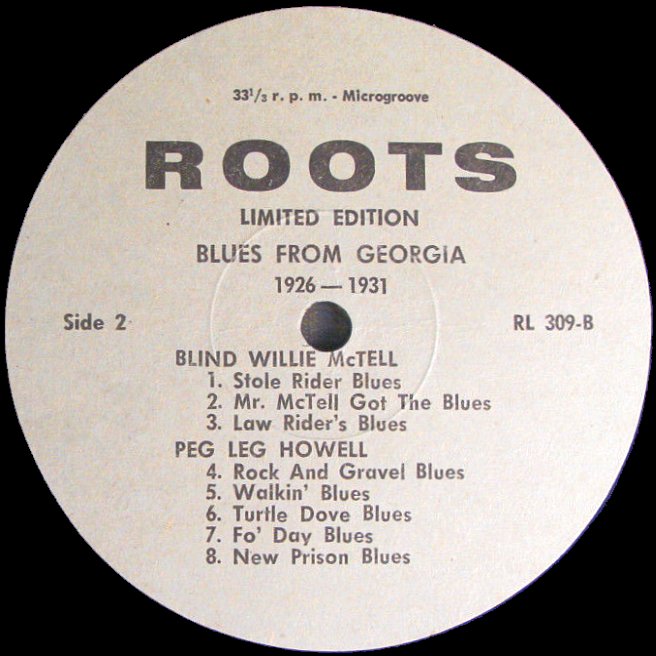 33 1/3 r. p. m. - Microgroove
ROOTS
LIMITED EDITION
BLUES FROM GEORGIA
1926 — 1931
Side 2
RL 309-B
BLIND WILLIE McTELL
1. Stole Rider Blues
2. Mr. McTell Got The Blues
3. Law Rider's Blues
PEG LEG HOWELL
4. Rock And Gravel Blues
5. Walkin' Blues
6. Turtle Dove Blues
7. Fo' Day Blues
8. New Prison Blues